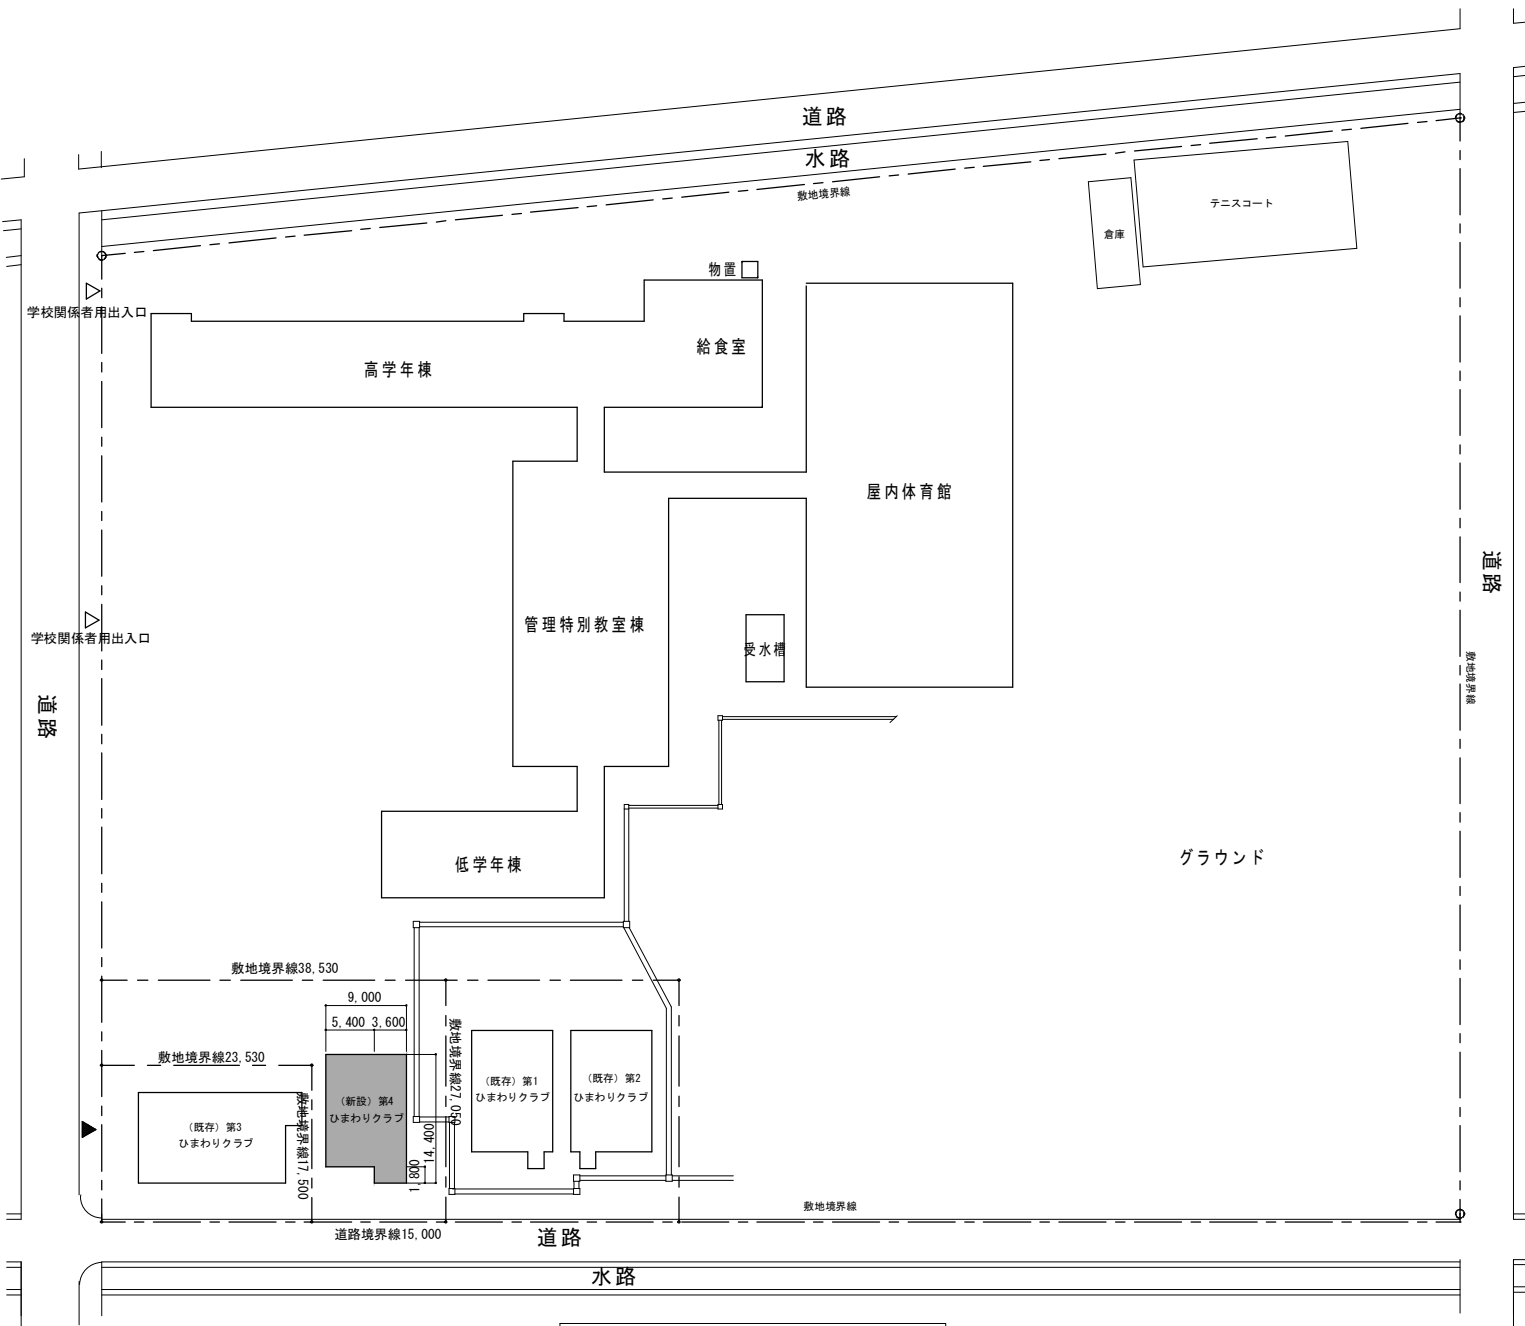 道路
水路
敷地境界線
テニスコート
倉庫
物置
学校関係者用出入口
給食室
高学年棟
屋内体育館
道路
管理特別教室棟
学校関係者用出入口
受水槽
敷地境界線
道路
グラウンド
低学年棟
敷地境界線38,530
9,000
5,400 3,600
敷地境界線27,050
敷地境界線23,530
(既存)第1
ひまわりクラブ
(既存)第2
ひまわりクラブ
(新設)第4
ひまわりクラブ
(既存)第3
ひまわりクラブ
敷地境界線17,500
14,400
1,800
敷地境界線
道路境界線15,000
道路
水路